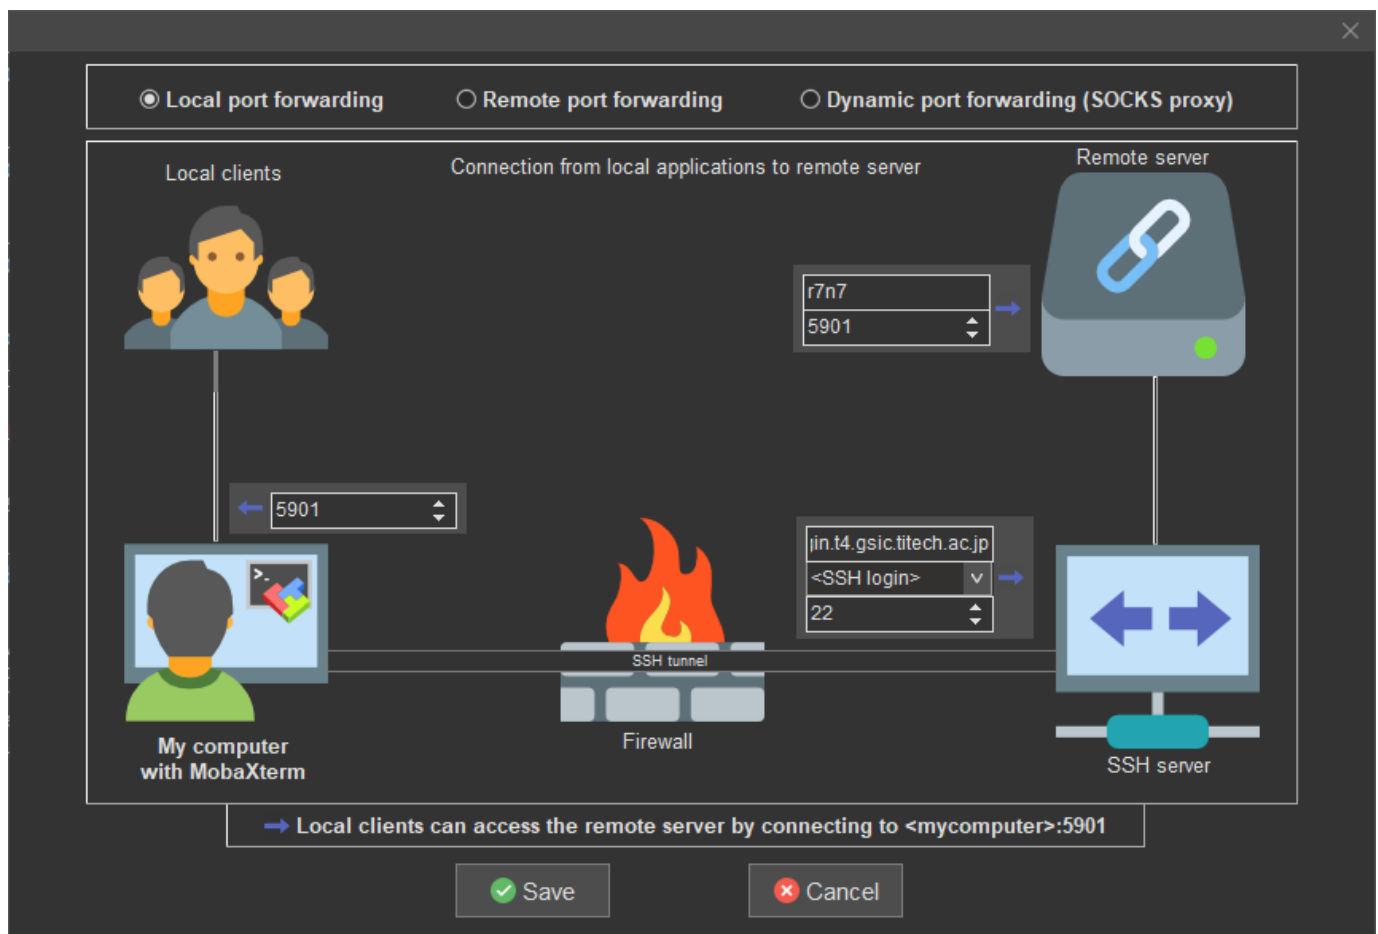 Local port forwarding
Remote port forwarding
Dynamic port forwarding (SOCKS proxy)
Local clients
Connection from local applications to remote server
Remote server
r7n7
5901
5901
jin.t4.gsic.titech.ac.jp
<SSH login>
22
>_
SSH tunnel
Firewall
My computer
with MobaXterm
SSH server
Local clients can access the remote server by connecting to <mycomputer>:5901
Save
Cancel